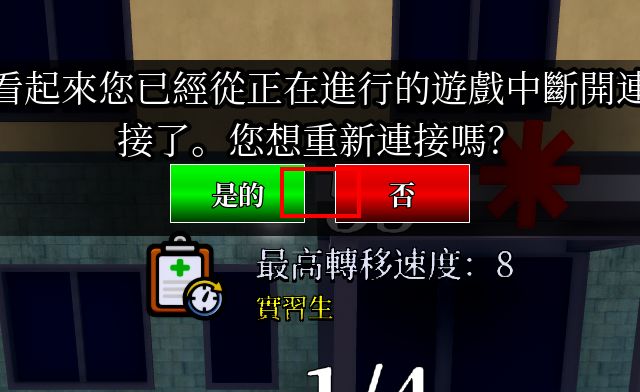 看起來您已經從正在進行的遊戲中斷開連
接了。您想重新連接嗎？
是的
否
最高轉移速度：8
實習生
1/4